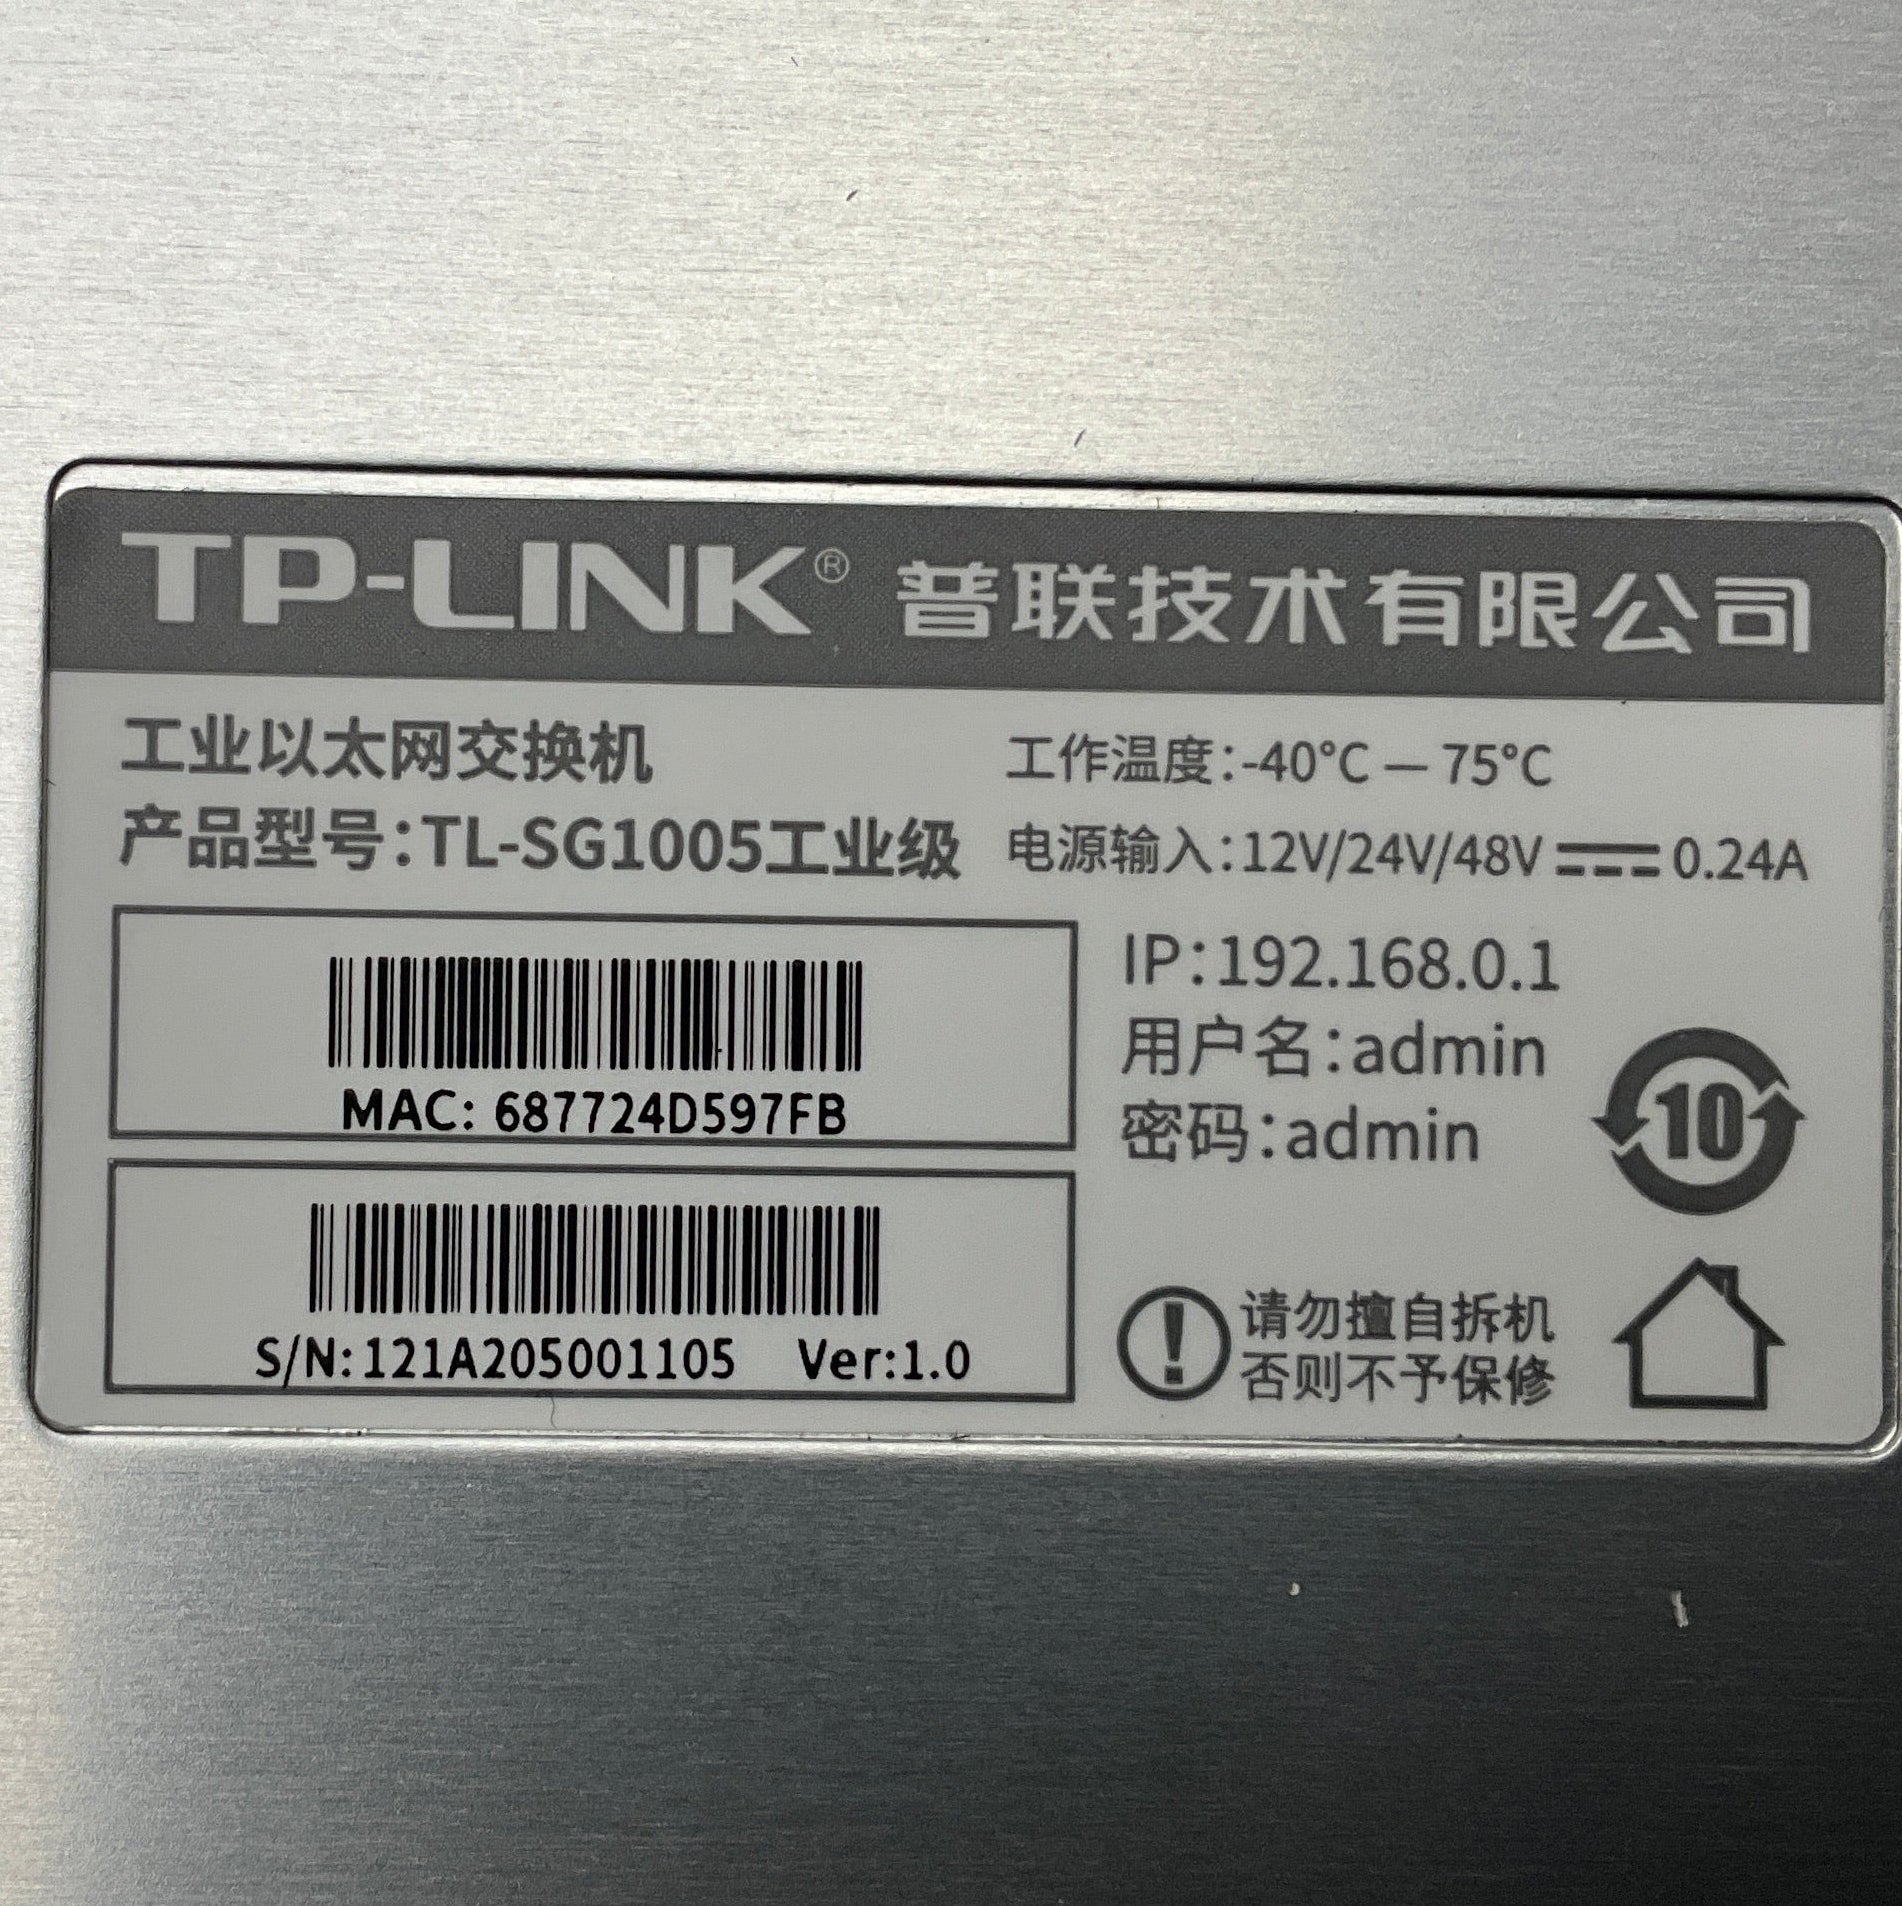 TP-LINK® 普联技术有限公司
工业以太网交换机
产品型号:TL-SG1005工业级
工作温度:-40°C — 75°C
电源输入:12V/24V/48V ⎓ 0.24A
MAC: 687724D597FB
S/N:121A205001105 Ver:1.0
IP:192.168.0.1
用户名:admin
密码:admin
10
请勿擅自拆机
否则不予保修